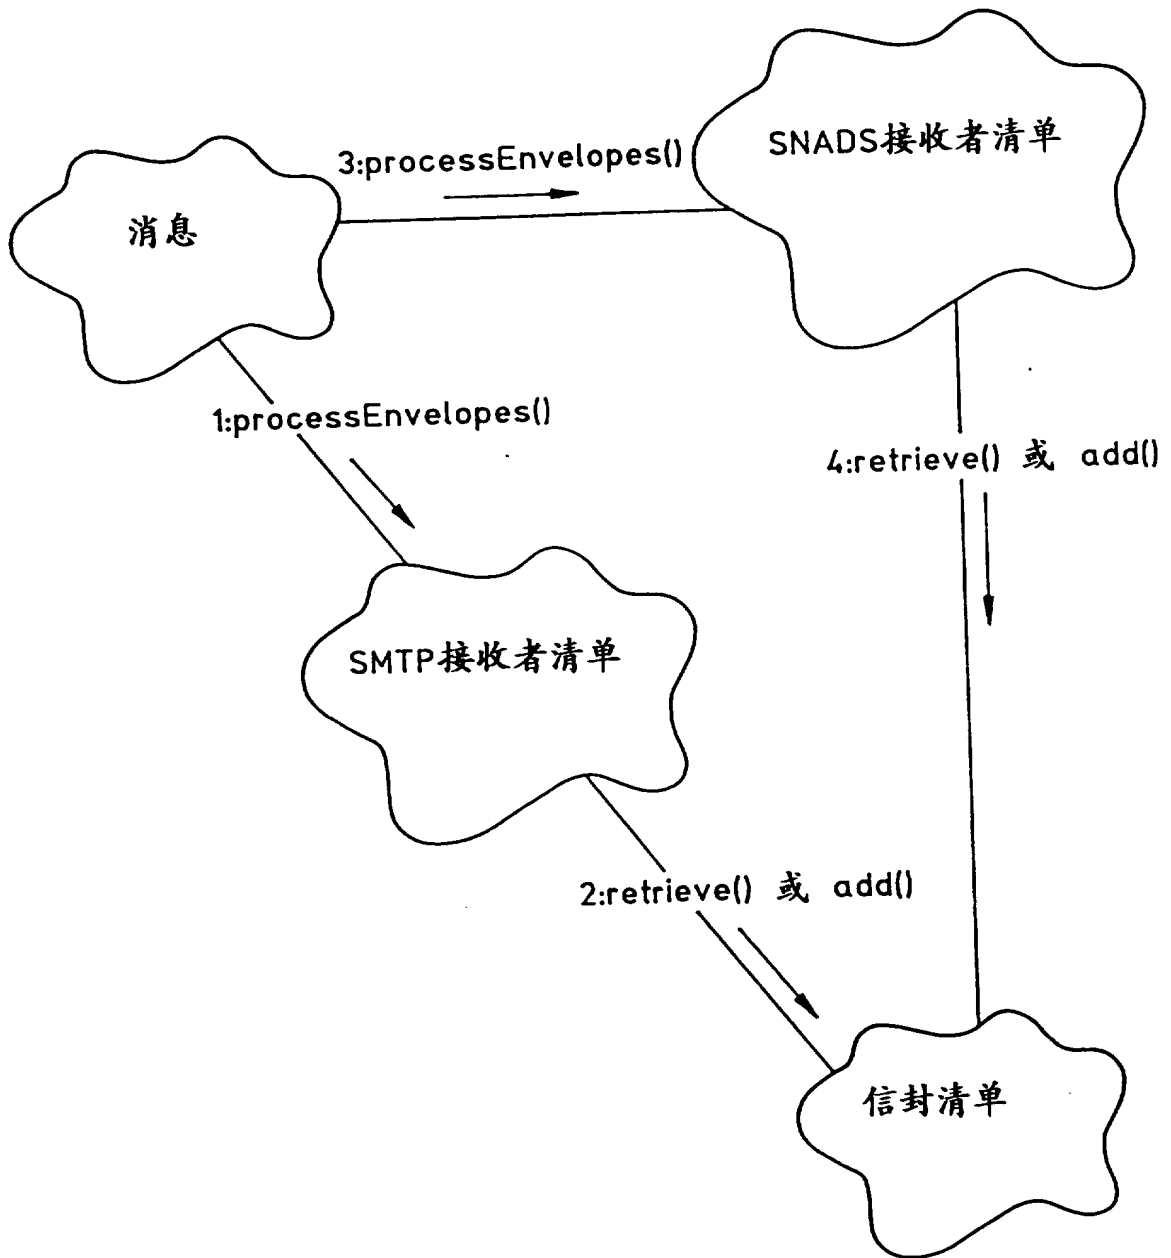 SNADS接收者清单
3:processEnvelopes()
消息
1:processEnvelopes()
4:retrieve() 或 add()
SMTP接收者清单
2:retrieve() 或 add()
信封清单